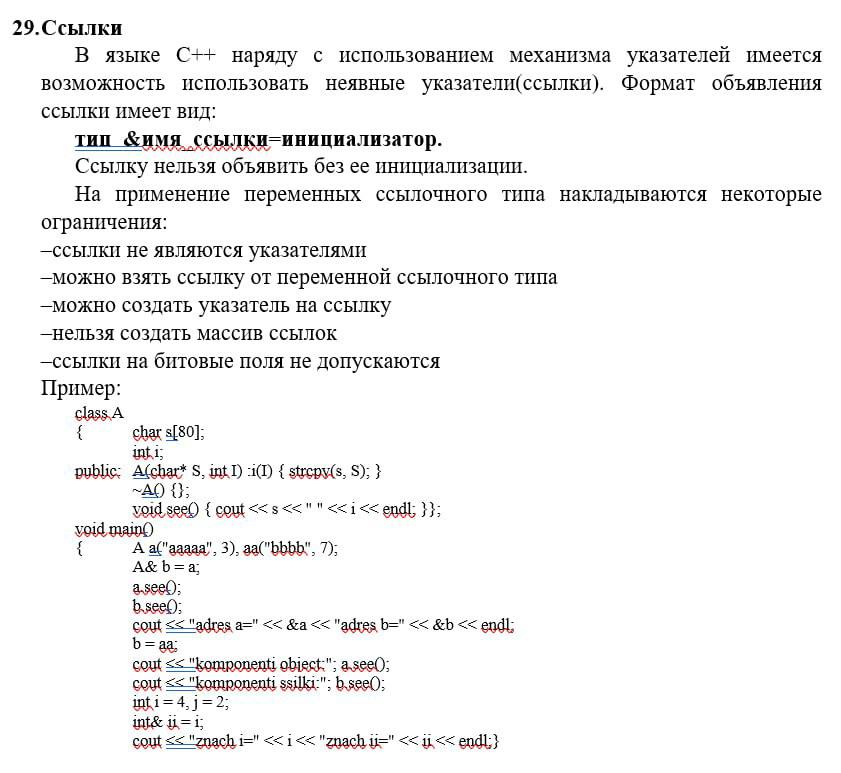 29.Ссылки
В языке C++ наряду с использованием механизма указателей имеется
возможность использовать неявные указатели(ссылки). Формат объявления
ссылки имеет вид:
тип &имя_ссылки=инициализатор.
Ссылку нельзя объявить без ее инициализации.
На применение переменных ссылочного типа накладываются некоторые
ограничения:
–ссылки не являются указателями
–можно взять ссылку от переменной ссылочного типа
–можно создать указатель на ссылку
–нельзя создать массив ссылок
–ссылки на битовые поля не допускаются
Пример:
class A
{ char s[80];
int i;
public: A(char* S, int I) :i(I) { strcpy(s, S); }
~A() {};
void see() { cout << s << " " << i << endl; }};
void main()
{ A a("aaaaa", 3), aa("bbbb", 7);
A& b = a;
a.see();
b.see();
cout << "adres a=" << &a << "adres b=" << &b << endl;
b = aa;
cout << "komponenti object:"; a.see();
cout << "komponenti ssilki:"; b.see();
int i = 4, j = 2;
int& ii = i;
cout << "znach i=" << i << "znach ii=" << ii << endl;}